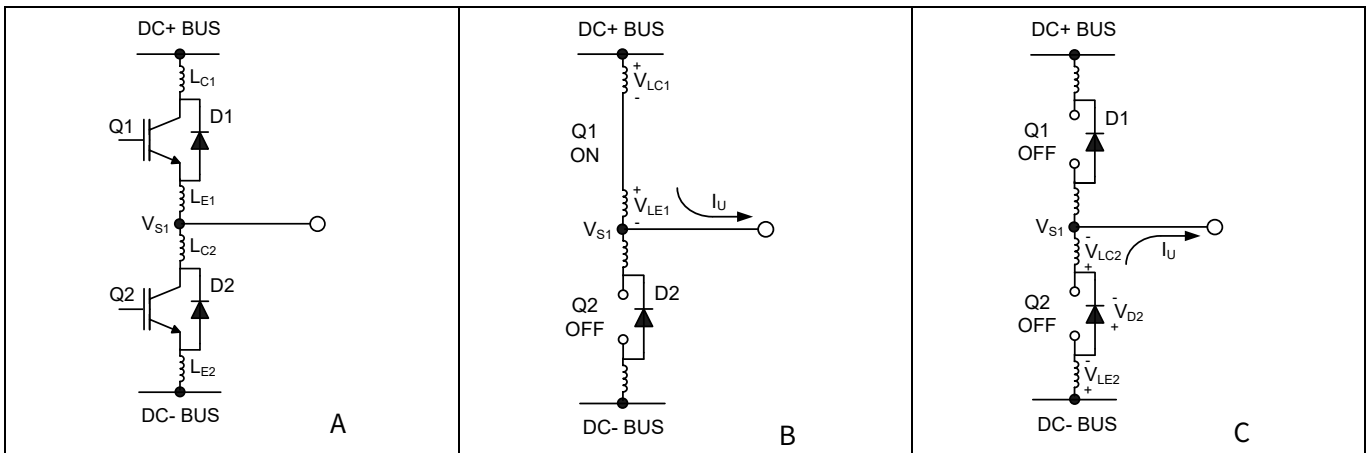 DC+ BUS
LC1
D1
Q1
LE1
VS1
LC2
D2
Q2
LE2
DC- BUS
A
DC+ BUS
+
VLC1
-
Q1
ON
+
VLE1
-
IU
VS1
D2
Q2
OFF
DC- BUS
B
DC+ BUS
D1
Q1
OFF
VS1
-
VLC2
+
IU
Q2
OFF
-
VD2
+
-
VLE2
+
DC- BUS
C